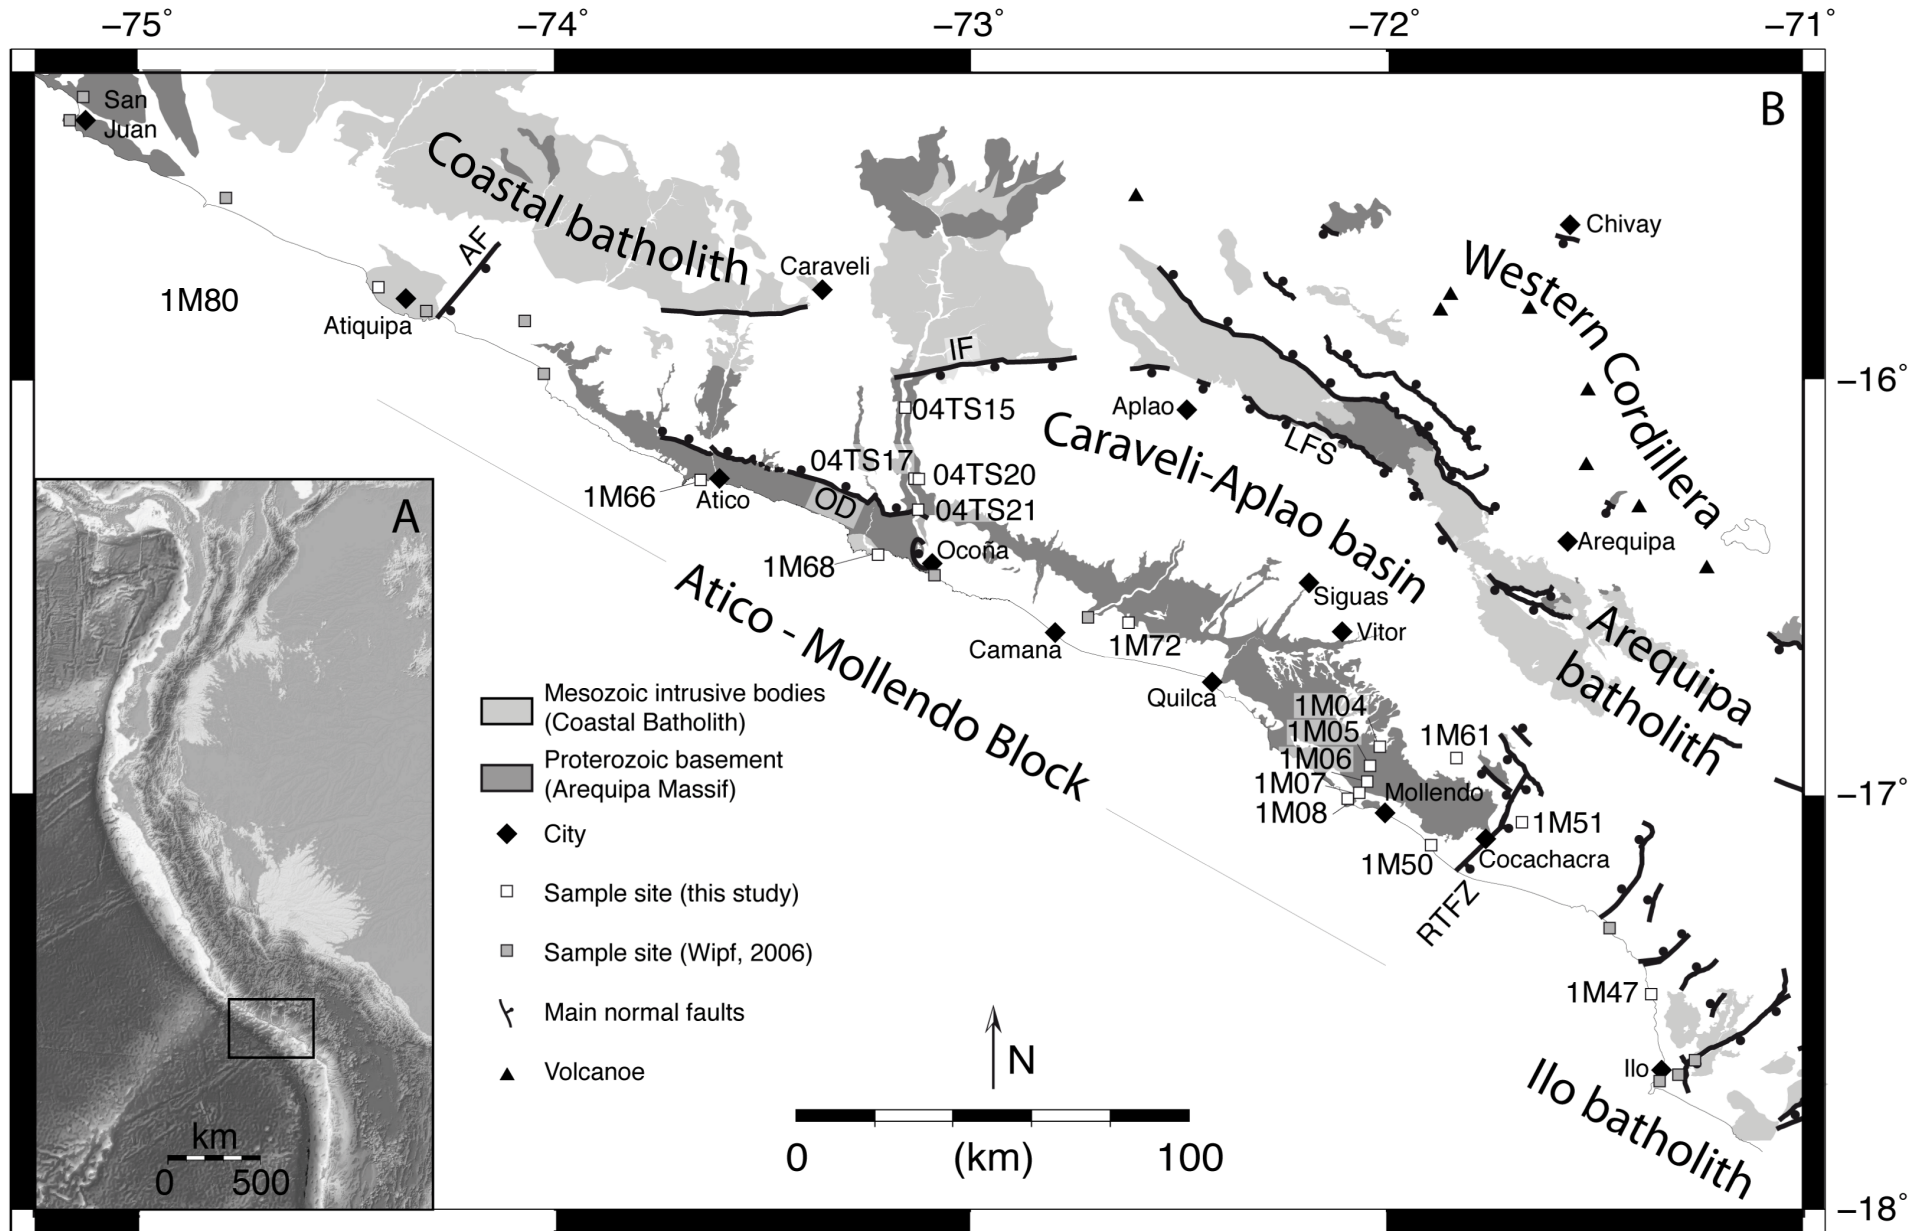 −75˚
−74˚
−73˚
−72˚
−71˚
B
San
Juan
Coastal batholith
AF
Caraveli
Chivay
Western Cordillera
1M80
Atiquipa
IF
−16˚
Aplao
04TS15
Caraveli-Aplao basin
LFS
04TS17
04TS20
1M66
Atico
OD
04TS21
A
Ocoña
Arequipa
1M68
Siguas
Atico - Mollendo Block
Vitor
Camaná
1M72
Arequipa
batholith
Quilca
Mesozoic intrusive bodies
(Coastal Batholith)
1M04
1M05
1M61
1M06
Proterozoic basement
(Arequipa Massif)
1M07
Mollendo
−17˚
1M08
1M51
City
1M50
Cocachacra
Sample site (this study)
RTFZ
Sample site (Wipf, 2006)
1M47
Main normal faults
N
Ilo
Volcanoe
Ilo batholith
km
0
500
0
(km)
100
−18˚